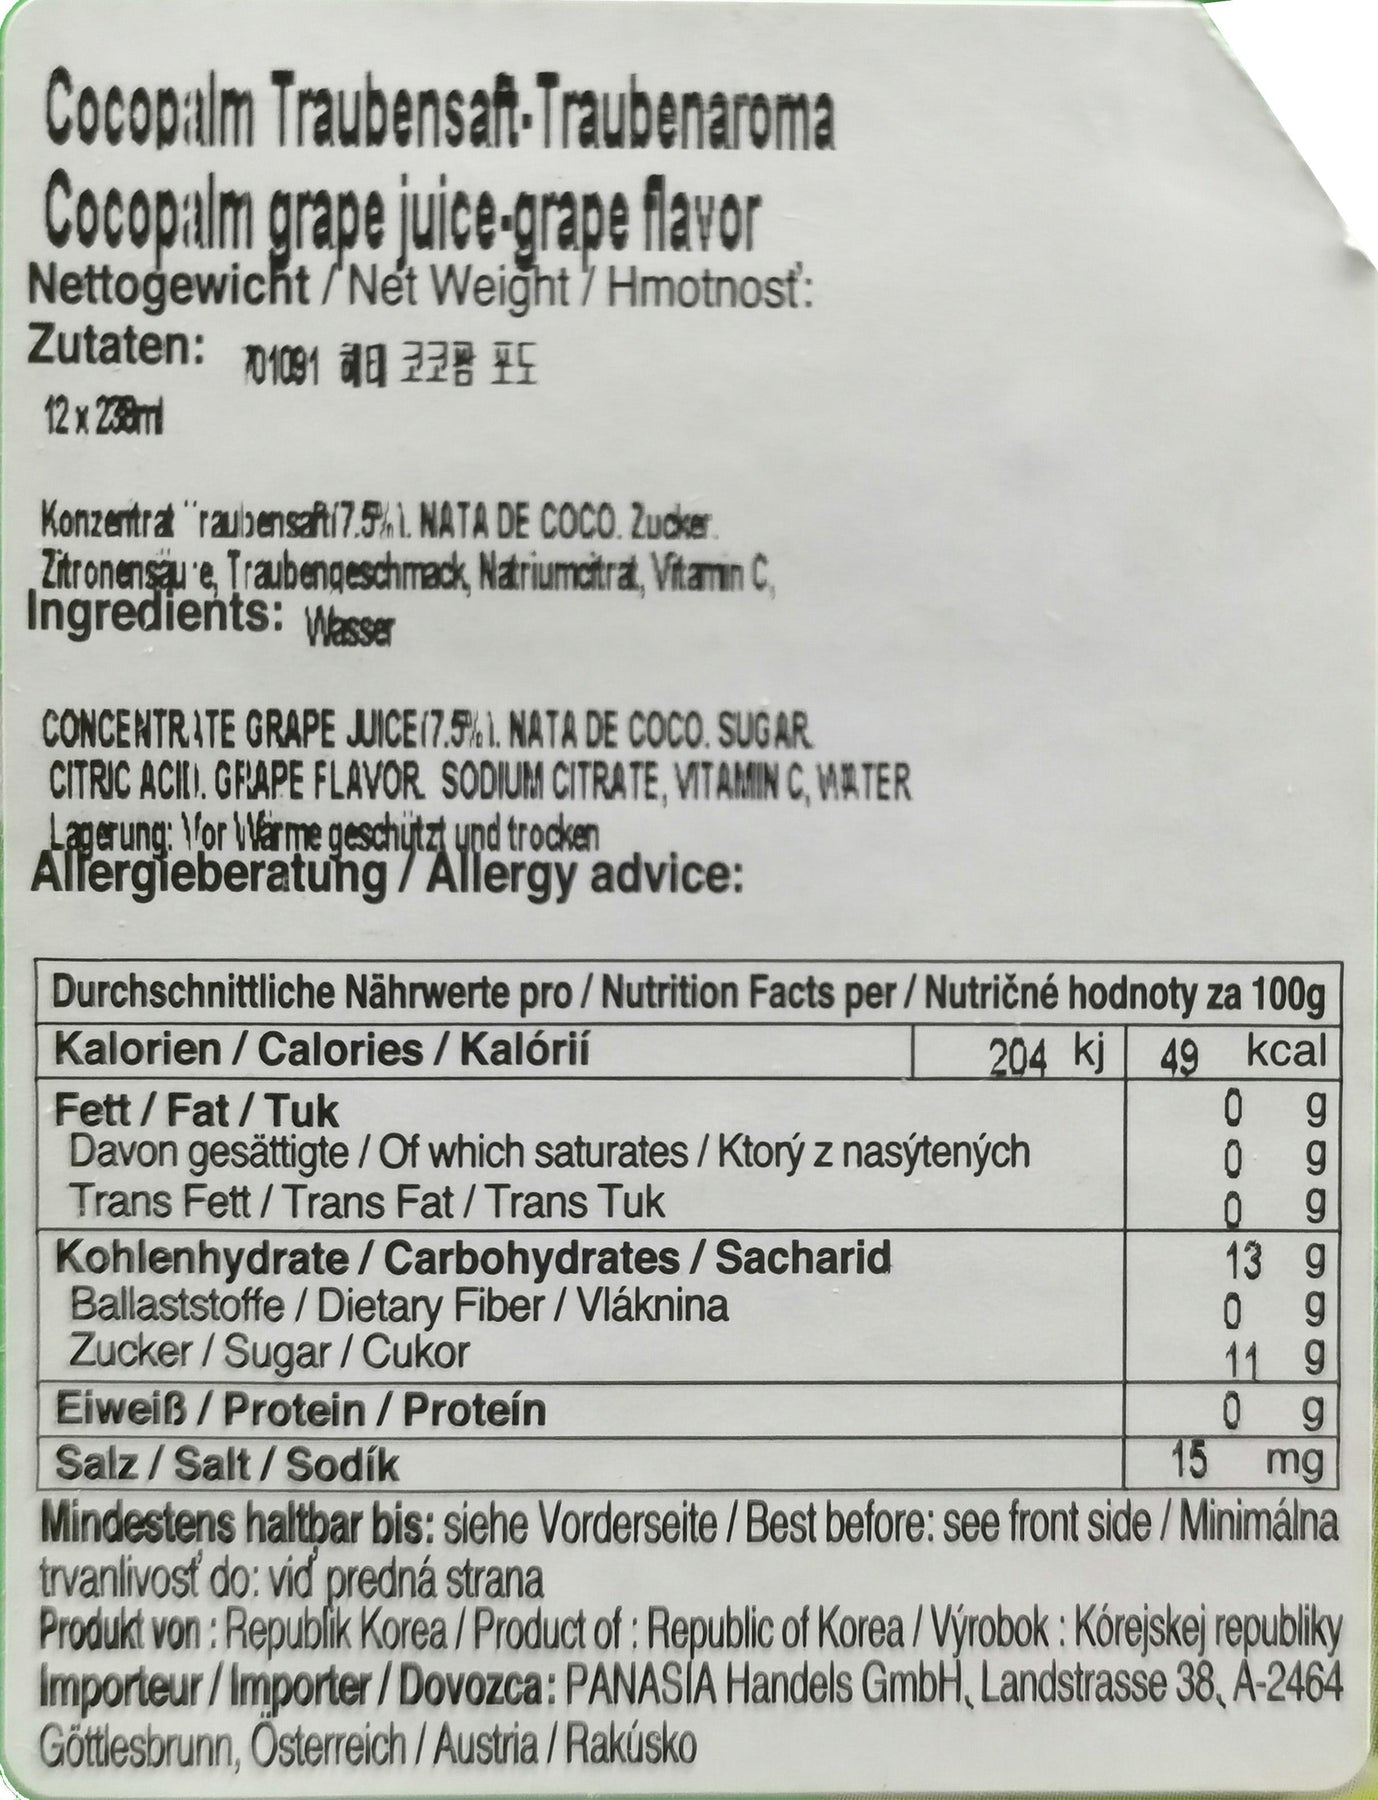 Cocopalm Traubensaft-Traubenaroma
Cocopalm grape juice-grape flavor
Nettogewicht / Net Weight / Hmotnosť:
Zutaten: 701091 해태 코코팜 포도
12 x 238ml
Konzentrat Traubensaft(7.5%). NATA DE COCO. Zucker.
Zitronensäure, Traubengeschmack, Natriumcitrat, Vitamin C,
Ingredients: Wasser
CONCENTRATE GRAPE JUICE(7.5%). NATA DE COCO. SUGAR.
CITRIC ACID. GRAPE FLAVOR. SODIUM CITRATE, VITAMIN C, WATER
Lagerung: Vor Wärme geschützt und trocken
Allergieberatung / Allergy advice:
Durchschnittliche Nährwerte pro / Nutrition Facts per / Nutričné hodnoty za 100g
Kalorien / Calories / Kalórií 204 kj 49 kcal
Fett / Fat / Tuk 0 g
Davon gesättigte / Of which saturates / Ktorý z nasýtených 0 g
Trans Fett / Trans Fat / Trans Tuk 0 g
Kohlenhydrate / Carbohydrates / Sacharid 13 g
Ballaststoffe / Dietary Fiber / Vláknina 0 g
Zucker / Sugar / Cukor 11 g
Eiweiß / Protein / Proteín 0 g
Salz / Salt / Sodík 15 mg
Mindestens haltbar bis: siehe Vorderseite / Best before: see front side / Minimálna
trvanlivosť do: viď predná strana
Produkt von : Republik Korea / Product of : Republic of Korea / Výrobok : Kórejskej republiky
Importeur / Importer / Dovozca: PANASIA Handels GmbH, Landstrasse 38, A-2464
Göttlesbrunn, Österreich / Austria / Rakúsko